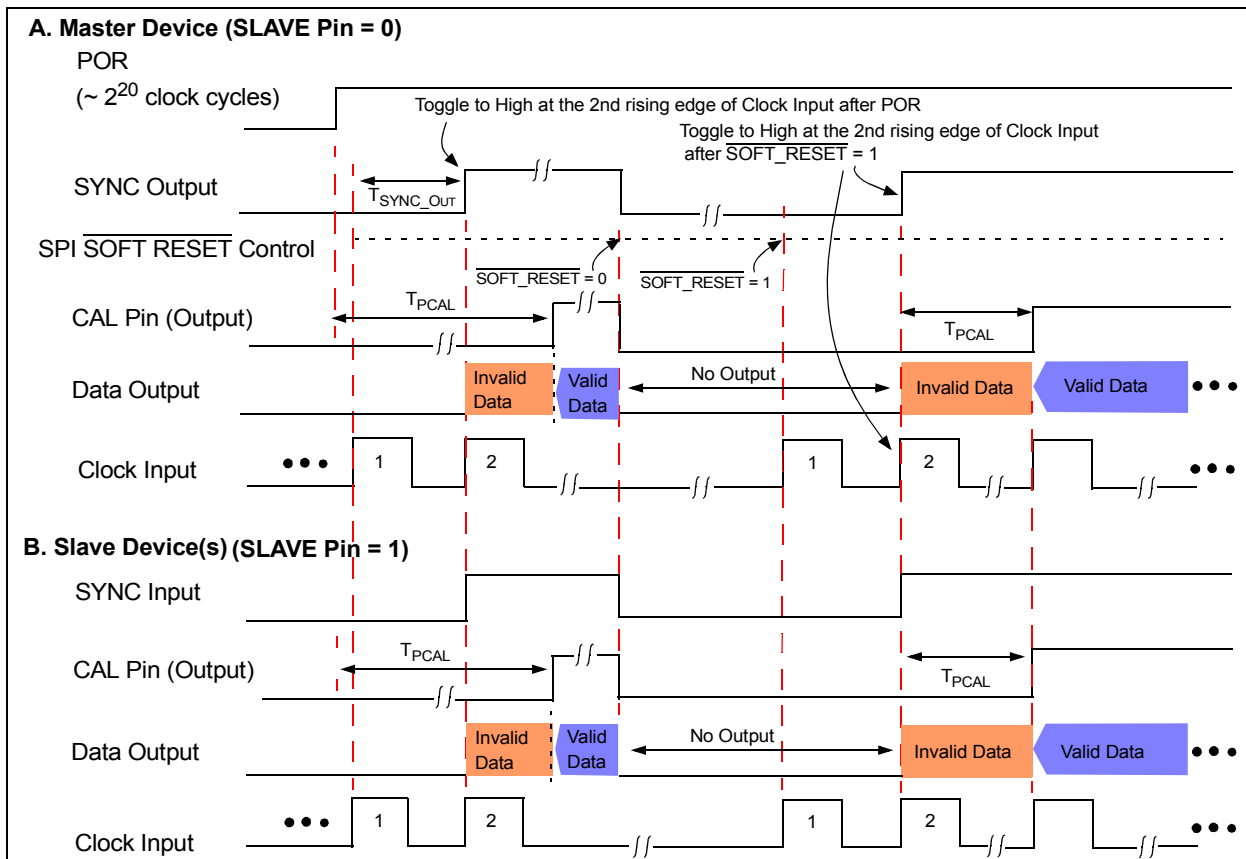 A. Master Device (SLAVE Pin = 0)
POR
(~ 2^20 clock cycles)
Toggle to High at the 2nd rising edge of Clock Input after POR
Toggle to High at the 2nd rising edge of Clock Input
after SOFT_RESET = 1
SYNC Output
T_SYNC_OUT
SPI SOFT RESET Control
SOFT_RESET = 0
SOFT_RESET = 1
CAL Pin (Output)
T_PCAL
T_PCAL
Data Output
Invalid
Data
Valid
Data
No Output
Invalid Data
Valid Data
Clock Input
1
2
1
2
B. Slave Device(s) (SLAVE Pin = 1)
SYNC Input
CAL Pin (Output)
T_PCAL
T_PCAL
Data Output
Invalid
Data
Valid
Data
No Output
Invalid Data
Valid Data
Clock Input
1
2
1
2